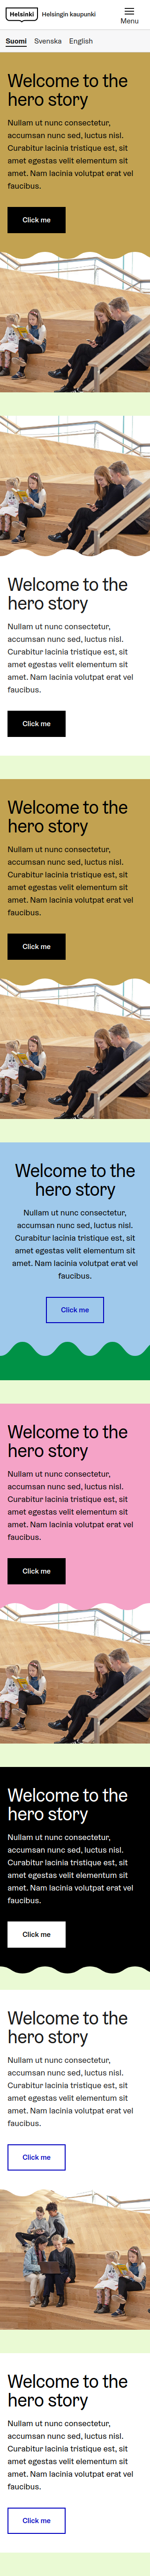 Helsinki Helsingin kaupunki
Menu
Suomi Svenska English
Welcome to the
hero story
Nullam ut nunc consectetur,
accumsan nunc sed, luctus nisl.
Curabitur lacinia tristique est, sit
amet egestas velit elementum sit
amet. Nam lacinia volutpat erat vel
faucibus.
Click me
Welcome to the
hero story
Nullam ut nunc consectetur,
accumsan nunc sed, luctus nisl.
Curabitur lacinia tristique est, sit
amet egestas velit elementum sit
amet. Nam lacinia volutpat erat vel
faucibus.
Click me
Welcome to the
hero story
Nullam ut nunc consectetur,
accumsan nunc sed, luctus nisl.
Curabitur lacinia tristique est, sit
amet egestas velit elementum sit
amet. Nam lacinia volutpat erat vel
faucibus.
Click me
Welcome to the
hero story
Nullam ut nunc consectetur,
accumsan nunc sed, luctus nisl.
Curabitur lacinia tristique est, sit
amet egestas velit elementum sit
amet. Nam lacinia volutpat erat vel
faucibus.
Click me
Welcome to the
hero story
Nullam ut nunc consectetur,
accumsan nunc sed, luctus nisl.
Curabitur lacinia tristique est, sit
amet egestas velit elementum sit
amet. Nam lacinia volutpat erat vel
faucibus.
Click me
Welcome to the
hero story
Nullam ut nunc consectetur,
accumsan nunc sed, luctus nisl.
Curabitur lacinia tristique est, sit
amet egestas velit elementum sit
amet. Nam lacinia volutpat erat vel
faucibus.
Click me
Welcome to the
hero story
Nullam ut nunc consectetur,
accumsan nunc sed, luctus nisl.
Curabitur lacinia tristique est, sit
amet egestas velit elementum sit
amet. Nam lacinia volutpat erat vel
faucibus.
Click me
Welcome to the
hero story
Nullam ut nunc consectetur,
accumsan nunc sed, luctus nisl.
Curabitur lacinia tristique est, sit
amet egestas velit elementum sit
amet. Nam lacinia volutpat erat vel
faucibus.
Click me